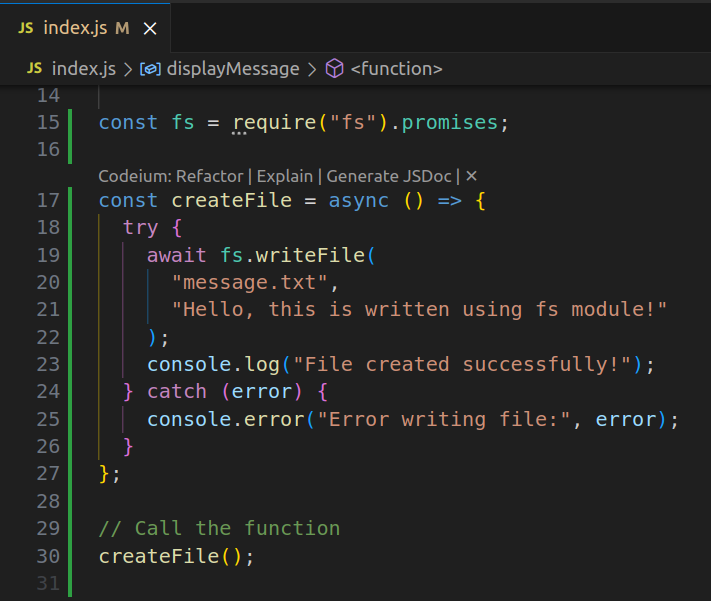 JS index.js M ×
JS index.js > displayMessage > <function>
14
15 const fs = require("fs").promises;
16
Codeium: Refactor | Explain | Generate JSDoc | ×
17 const createFile = async () => {
18   try {
19     await fs.writeFile(
20       "message.txt",
21       "Hello, this is written using fs module!"
22     );
23     console.log("File created successfully!");
24   } catch (error) {
25     console.error("Error writing file:", error);
26   }
27 };
28
29 // Call the function
30 createFile();
31